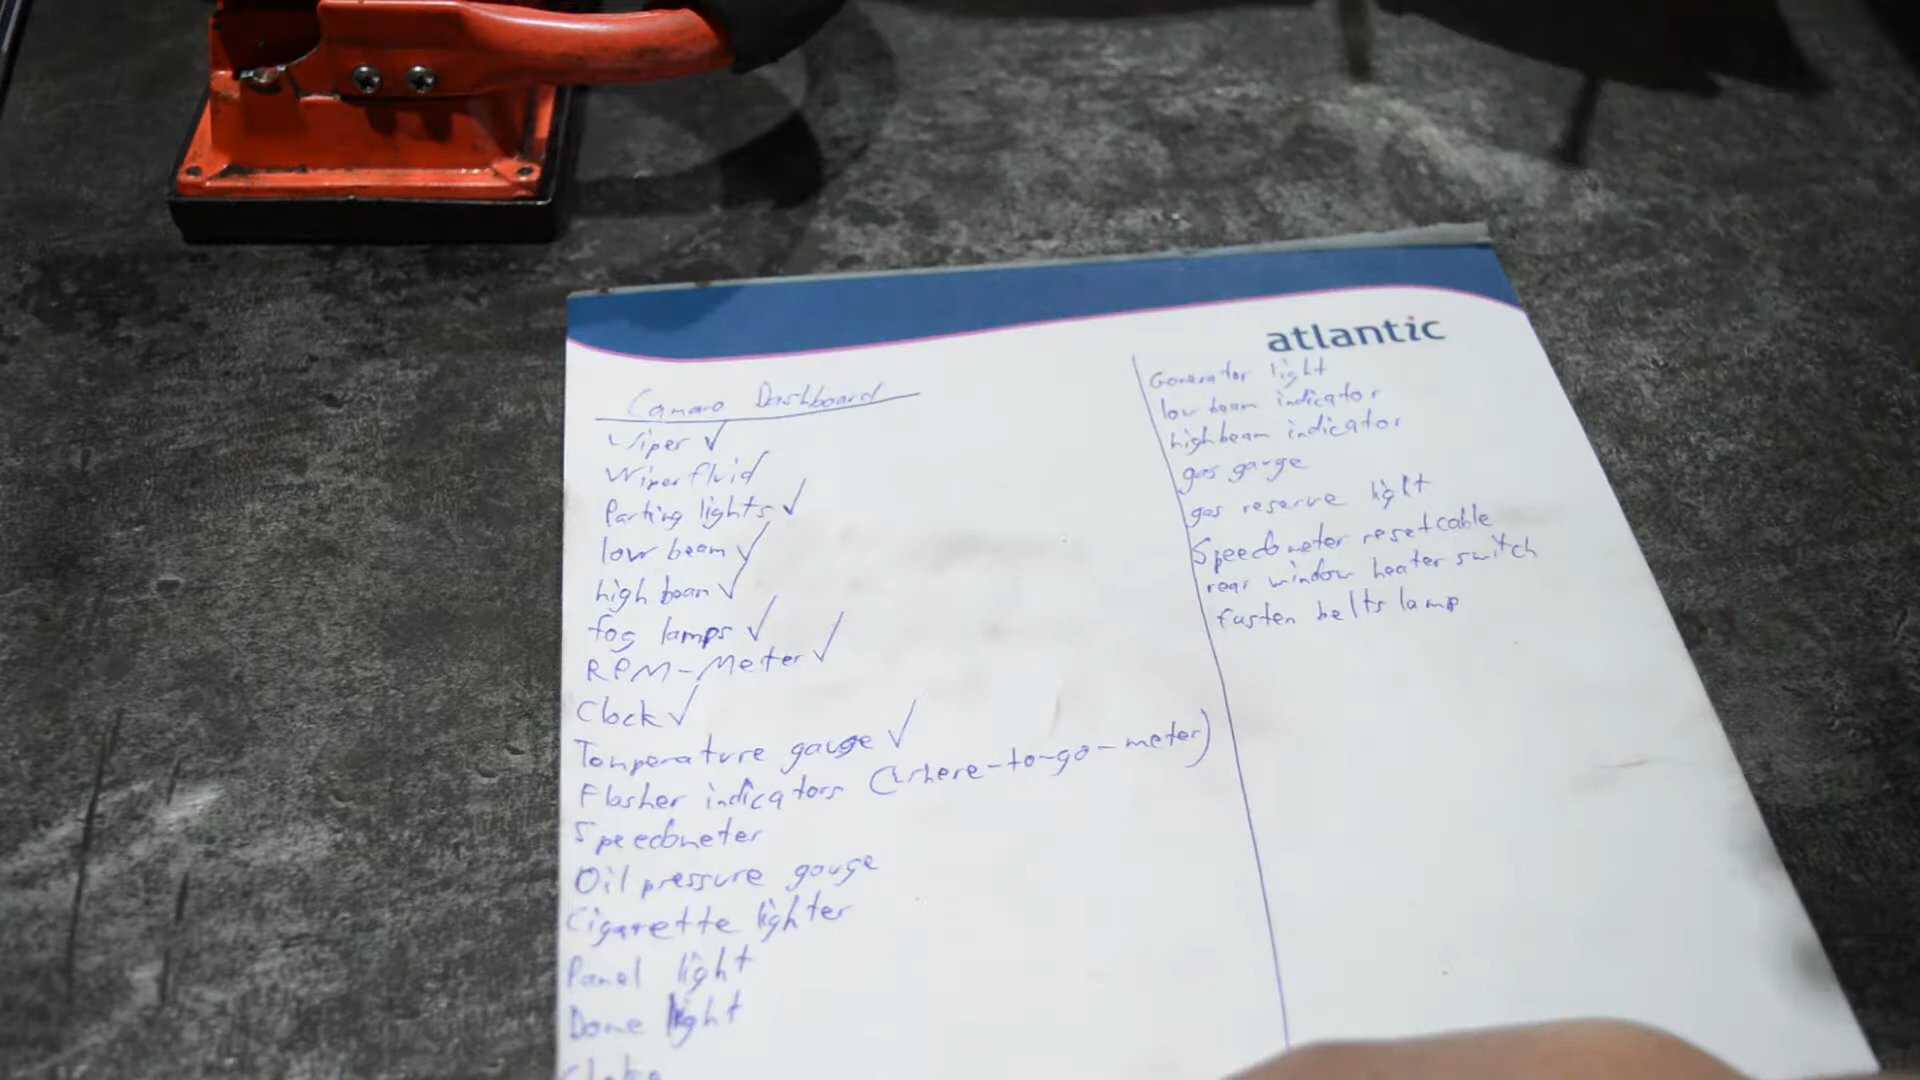 atlantic
Camaro Dashboard
Wiper ✓
Wiperfluid
Parking lights ✓
low beam ✓
high beam ✓
fog lamps ✓
RPM-Meter ✓
Clock ✓
Temperature gauge ✓
Flasher indicators (where-to-go-meter)
Speedometer
Oil pressure gauge
Cigarette lighter
Panel light
Dome light
Generator light
low beam indicator
highbeam indicator
gas gauge
gas reserve light
Speedometer reset cable
rear window heater switch
fasten belts lamp